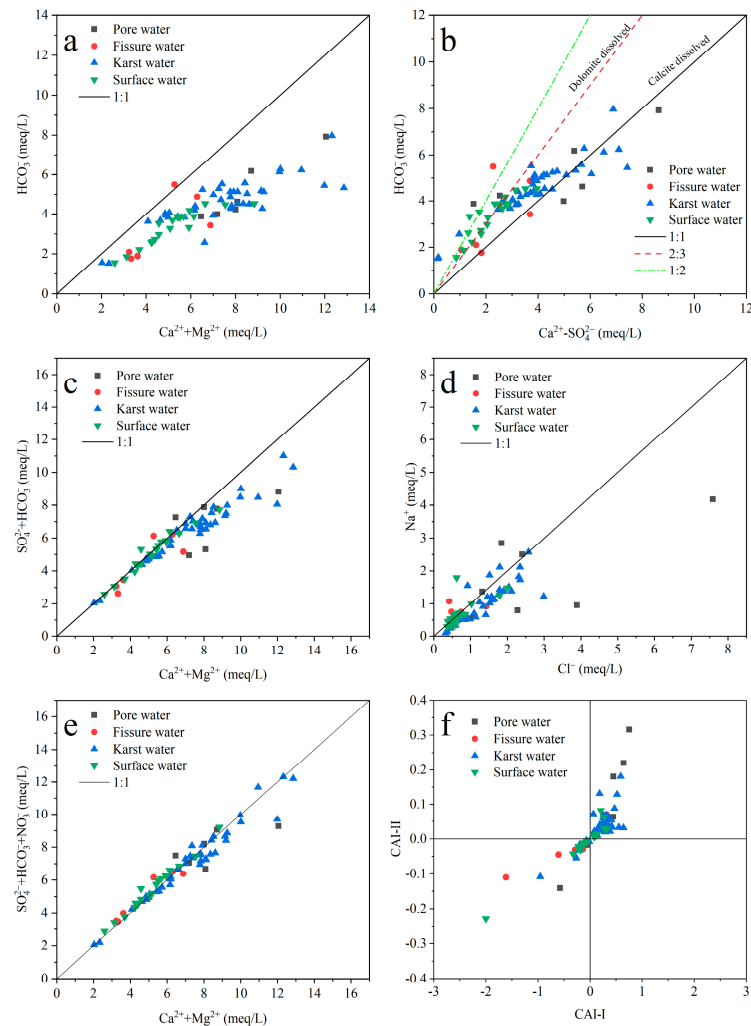 a
Pore water
Fissure water
Karst water
Surface water
1:1
HCO₃⁻ (meq/L)
14
12
10
8
6
4
2
0
0 2 4 6 8 10 12 14
Ca²⁺+Mg²⁺ (meq/L)
b
Dolomite dissolved
Calcite dissolved
Pore water
Fissure water
Karst water
Surface water
1:1
2:3
1:2
HCO₃⁻ (meq/L)
12
10
8
6
4
2
0
0 2 4 6 8 10 12
Ca²⁺-SO₄²⁻ (meq/L)
c
Pore water
Fissure water
Karst water
Surface water
1:1
SO₄²⁻+HCO₃⁻ (meq/L)
16
14
12
10
8
6
4
2
0
0 2 4 6 8 10 12 14 16
Ca²⁺+Mg²⁺ (meq/L)
d
Pore water
Fissure water
Karst water
Surface water
1:1
Na⁺ (meq/L)
8
7
6
5
4
3
2
1
0
0 1 2 3 4 5 6 7 8
Cl⁻ (meq/L)
e
Pore water
Fissure water
Karst water
Surface water
1:1
SO₄²⁻+HCO₃⁻+NO₃⁻ (meq/L)
16
14
12
10
8
6
4
2
0
0 2 4 6 8 10 12 14 16
Ca²⁺+Mg²⁺ (meq/L)
f
Pore water
Fissure water
Karst water
Surface water
CAI-II
0.4
0.3
0.2
0.1
0.0
-0.1
-0.2
-0.3
-0.4
-0.5
-3 -2 -1 0 1 2 3
CAI-I